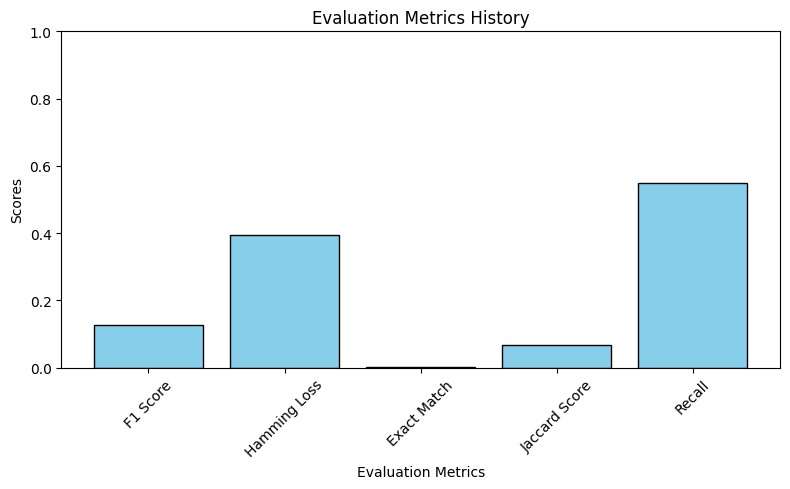 Evaluation Metrics History
1.0
0.8
0.6
0.4
0.2
0.0
Scores
F1 Score
Hamming Loss
Exact Match
Jaccard Score
Recall
Evaluation Metrics